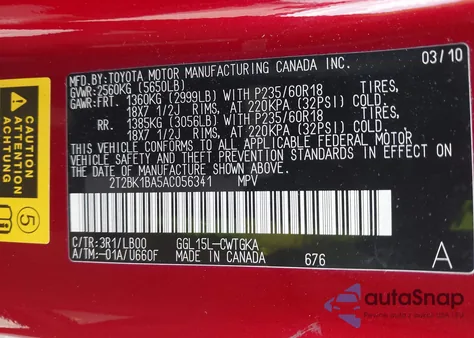 MFD.BY:TOYOTA MOTOR MANUFACTURING CANADA INC. 03/10
GVWR:2560KG (5650LB)
GAWR:FRT. 1360KG (2999LB) WITH P235/60R18 TIRES,
18X7 1/2J RIMS, AT 220KPA (32PSI) COLD.
RR. 1385KG (3056LB) WITH P235/60R18 TIRES,
18X7 1/2J RIMS, AT 220KPA (32PSI) COLD.
THIS VEHICLE CONFORMS TO ALL APPLICABLE FEDERAL MOTOR
VEHICLE SAFETY AND THEFT PREVENTION STANDARDS IN EFFECT ON
THE DATE OF MANUFACTURE SHOWN ABOVE.
2T2BK1BA5AC056341 MPV
C/TR:3R1/LB00 GGL15L-CWTGKA
A/TM:-01A/U660F MADE IN CANADA 676 A
5
autoSnap